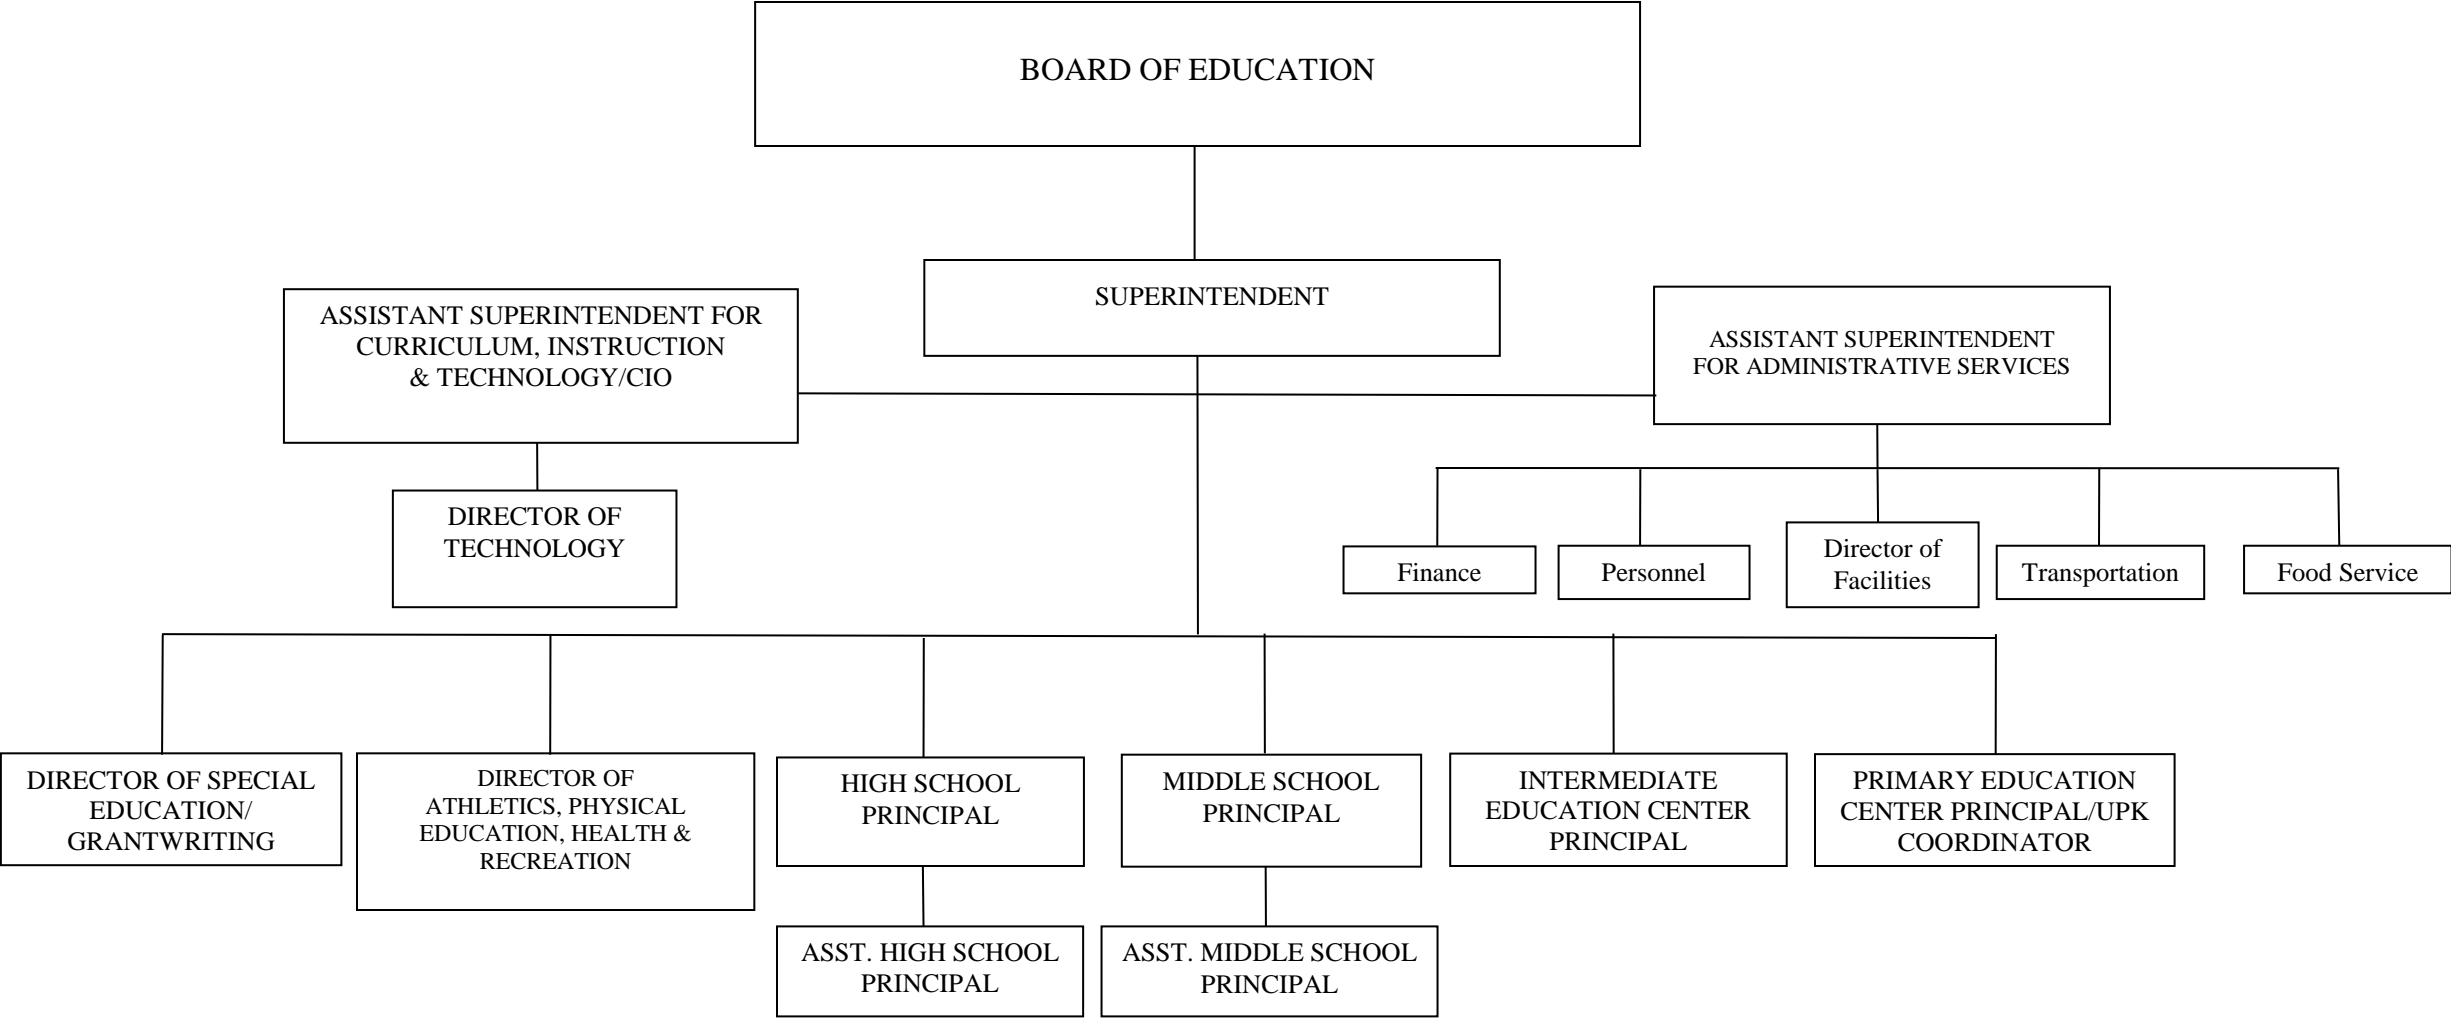 BOARD OF EDUCATION
SUPERINTENDENT
ASSISTANT SUPERINTENDENT FOR
CURRICULUM, INSTRUCTION
& TECHNOLOGY/CIO
ASSISTANT SUPERINTENDENT
FOR ADMINISTRATIVE SERVICES
DIRECTOR OF
TECHNOLOGY
Finance
Personnel
Director of
Facilities
Transportation
Food Service
DIRECTOR OF SPECIAL
EDUCATION/
GRANTWRITING
DIRECTOR OF
ATHLETICS, PHYSICAL
EDUCATION, HEALTH &
RECREATION
HIGH SCHOOL
PRINCIPAL
MIDDLE SCHOOL
PRINCIPAL
INTERMEDIATE
EDUCATION CENTER
PRINCIPAL
PRIMARY EDUCATION
CENTER PRINCIPAL/UPK
COORDINATOR
ASST. HIGH SCHOOL
PRINCIPAL
ASST. MIDDLE SCHOOL
PRINCIPAL